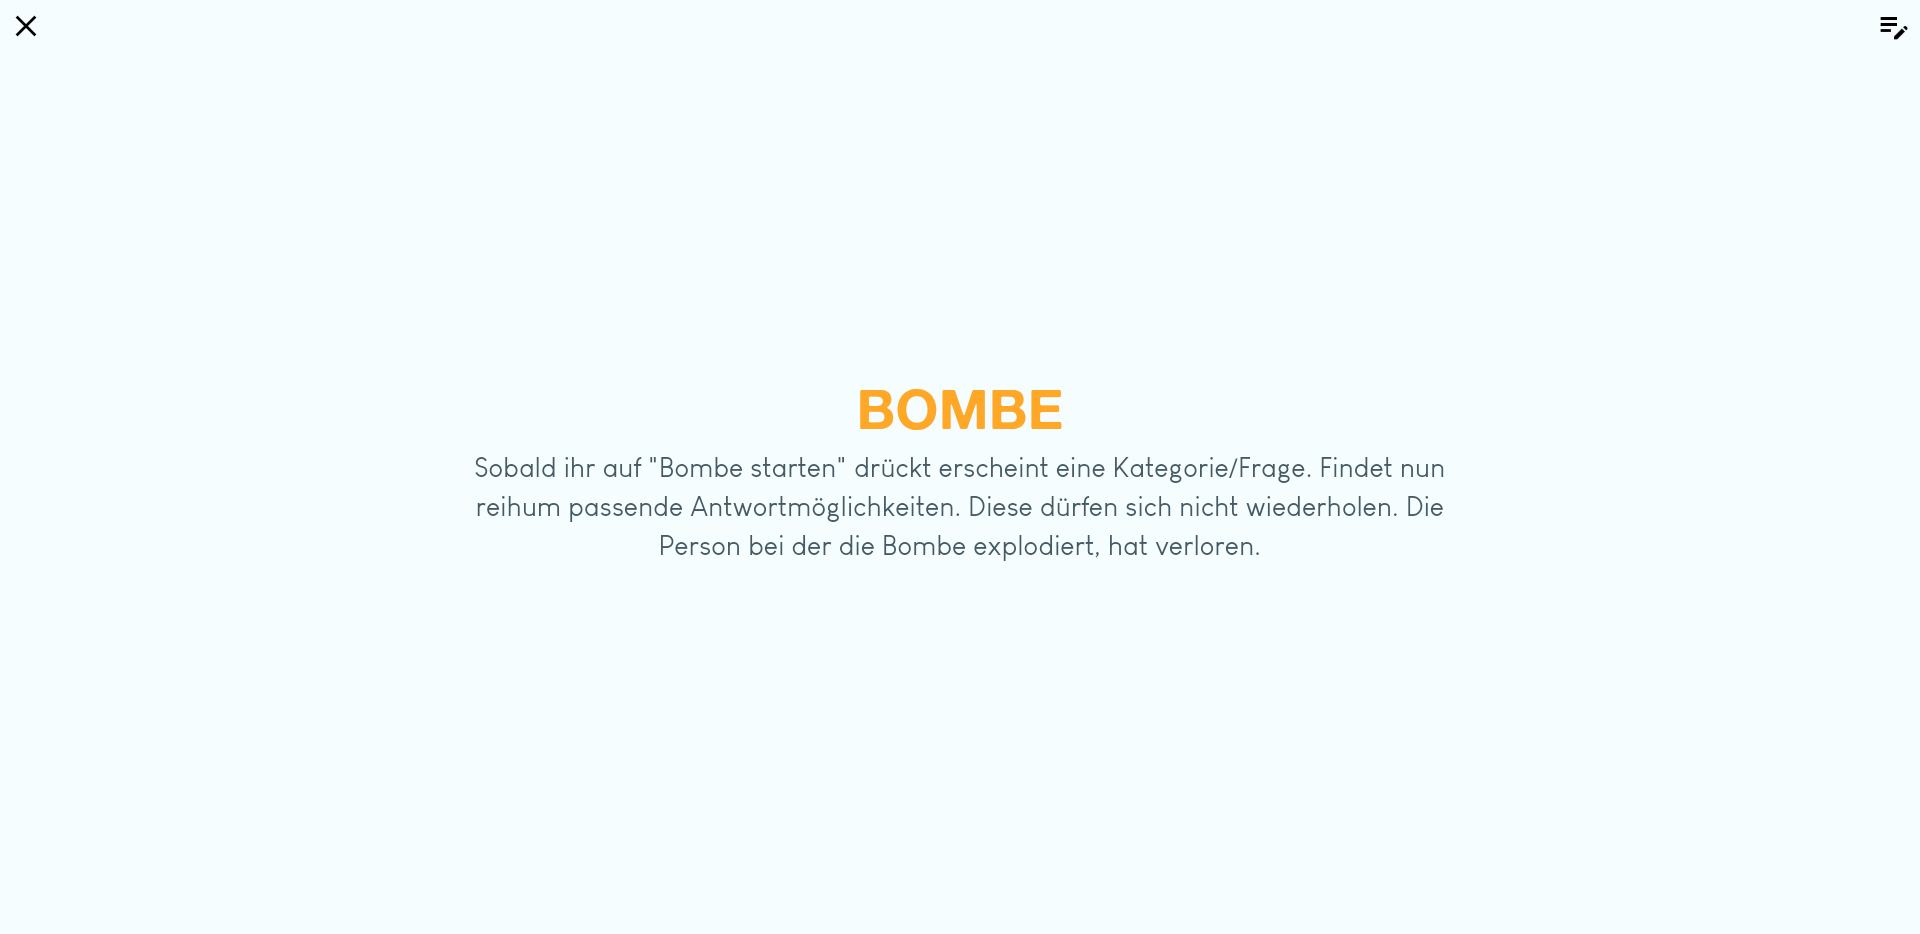 BOMBE
Sobald ihr auf "Bombe starten" drückt erscheint eine Kategorie/Frage. Findet nun
reihum passende Antwortmöglichkeiten. Diese dürfen sich nicht wiederholen. Die
Person bei der die Bombe explodiert, hat verloren.